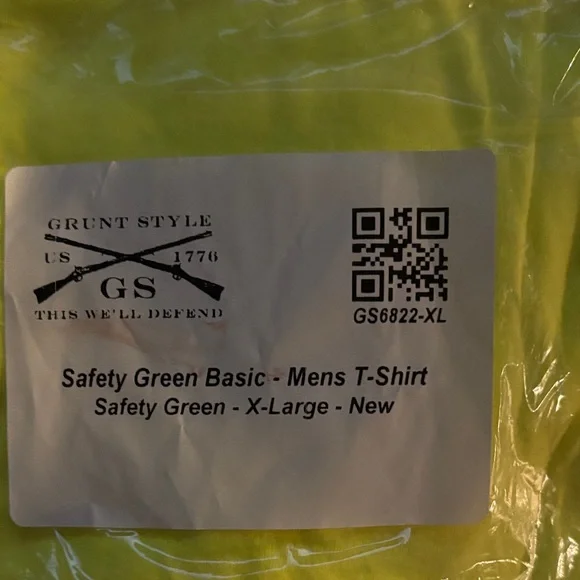 GRUNT STYLE
US 1776
GS
THIS WE'LL DEFEND
GS6822-XL
Safety Green Basic - Mens T-Shirt
Safety Green - X-Large - New